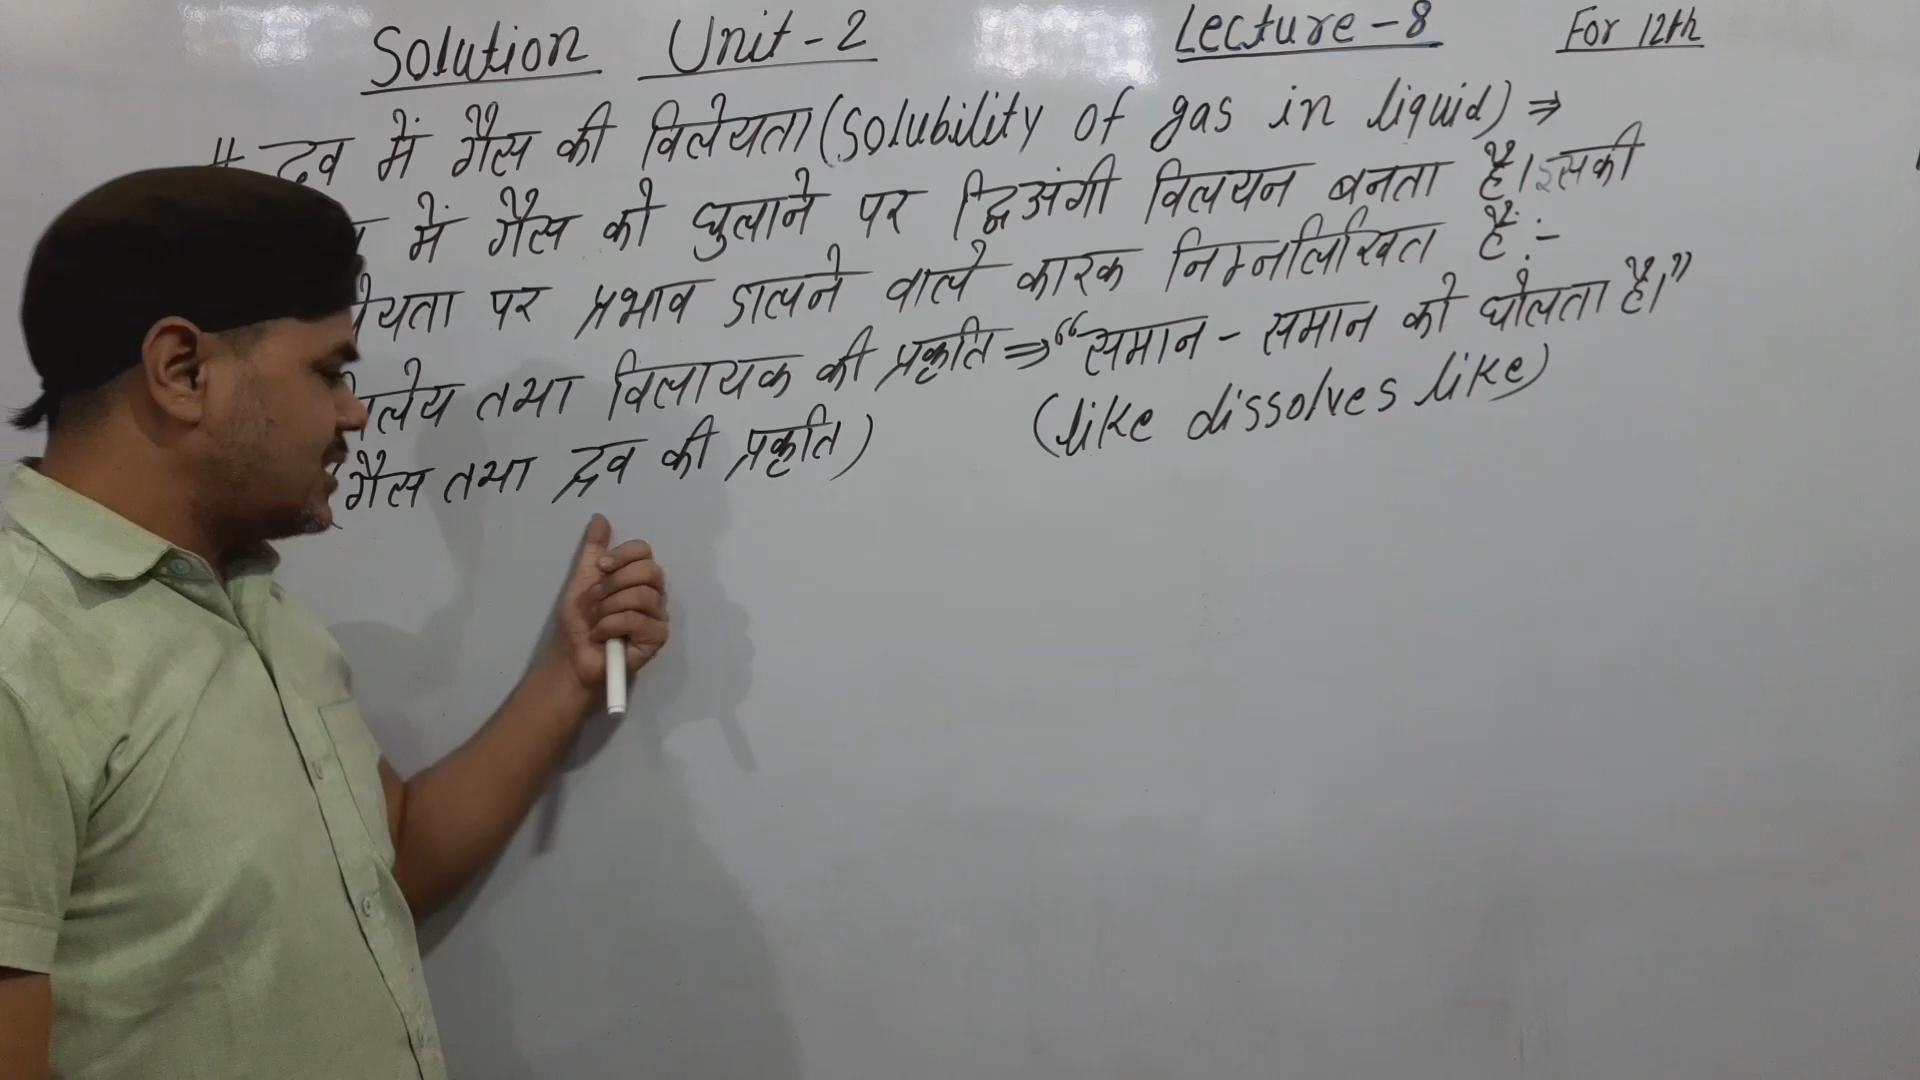 Solution Unit-2 Lecture-8 For 12th
# द्रव में गैस की विलेयता (Solubility of gas in liquid) ⇒
में गैस को घुलाने पर द्विअंगी विलयन बनता है। इसकी
पर प्रभाव डालने वाले कारक निम्नलिखित हैं:-
तथा विलायक की प्रकृति ⇒ “समान - समान को घोलता है।”
(like dissolves like)
(गैस तथा द्रव की प्रकृति)